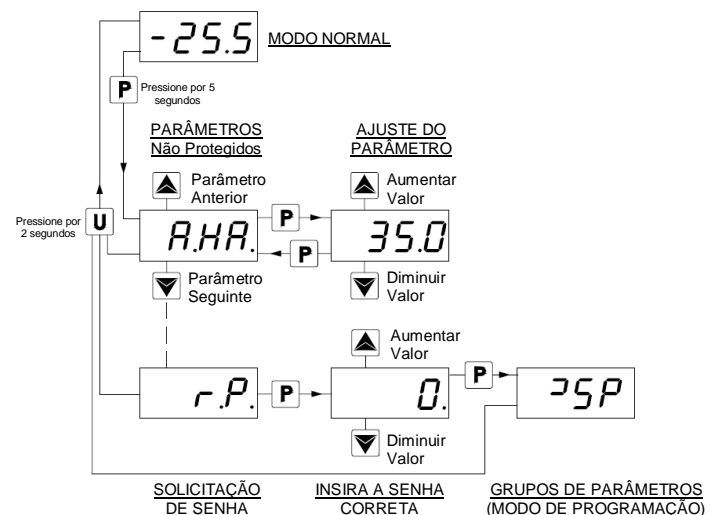 -25.5
MODO NORMAL
P
Pressione por 5
segundos
PARÂMETROS
Não Protegidos
AJUSTE DO
PARÂMETRO
Parâmetro
Anterior
Aumentar
Valor
Pressione por
2 segundos
U
A.HA.
P
P
35.0
Parâmetro
Seguinte
Diminuir
Valor
Aumentar
Valor
r.P.
P
0.
P
⊃SP
Diminuir
Valor
SOLICITAÇÃO
DE SENHA
INSIRA A SENHA
CORRETA
GRUPOS DE PARÂMETROS
(MODO DE PROGRAMAÇÃO)